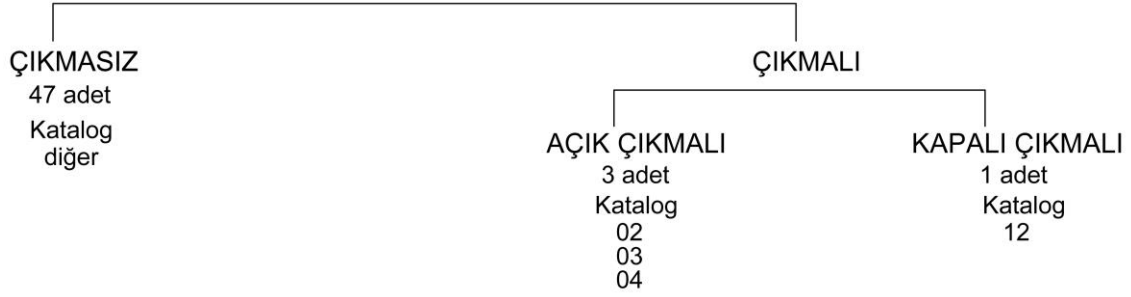 ÇIKMASIZ
47 adet
Katalog
diğer
ÇIKMALI
AÇIK ÇIKMALI
3 adet
Katalog
02
03
04
KAPALI ÇIKMALI
1 adet
Katalog
12